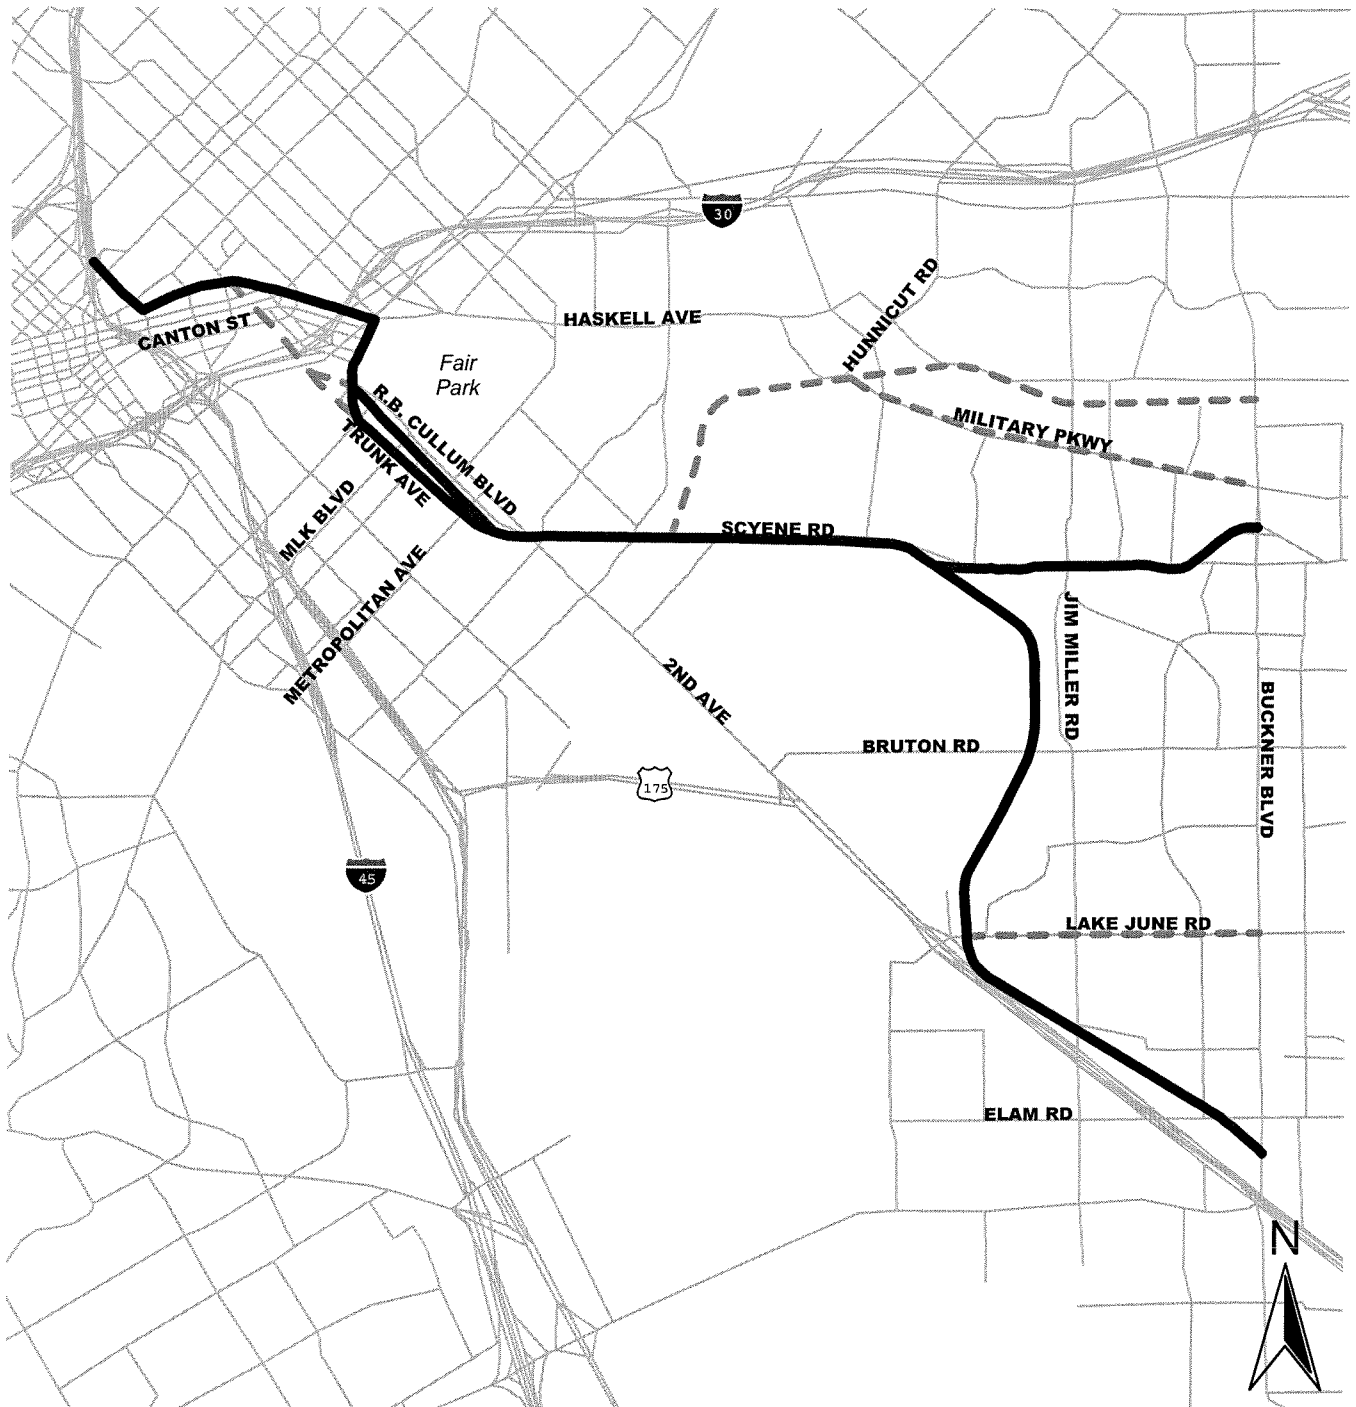 30
HUNNICUT RD
HASKELL AVE
CANTON ST
Fair
Park
R.B. CULLUM BLVD
TRUNK AVE
MILITARY PKWY
MLK BLVD
SCYENE RD
METROPOLITAN AVE
JIM MILLER RD
2ND AVE
BUCKNER BLVD
BRUTON RD
175
45
LAKE JUNE RD
ELAM RD
N